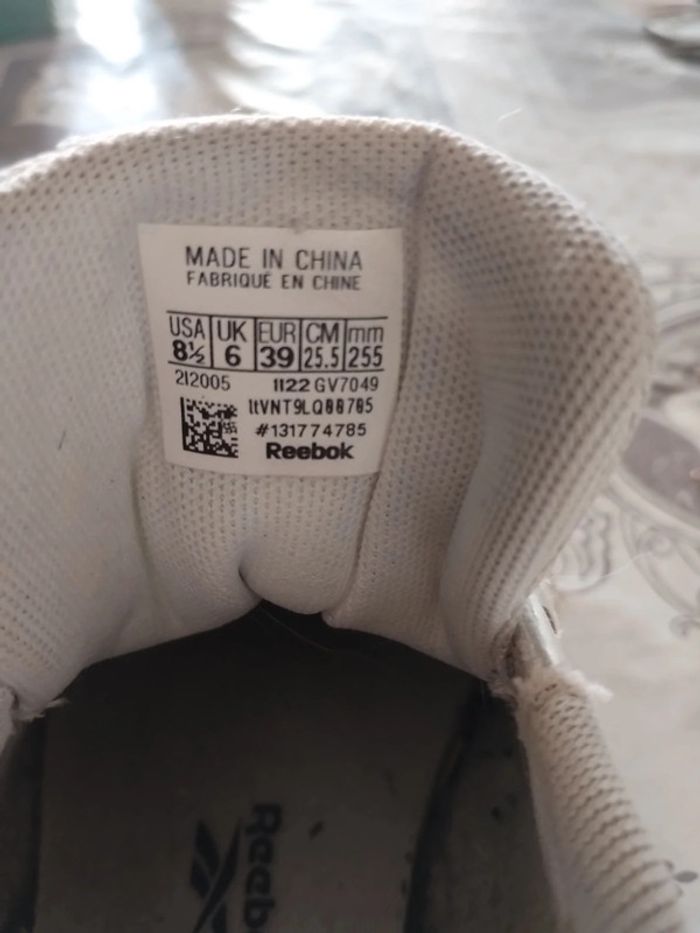 MADE IN CHINA
FABRIQUÉ EN CHINE
USA UK EUR CM mm
8½ 6 39 25.5 255
212005 1122 GV7049
#131774785
Reebok
Reeb